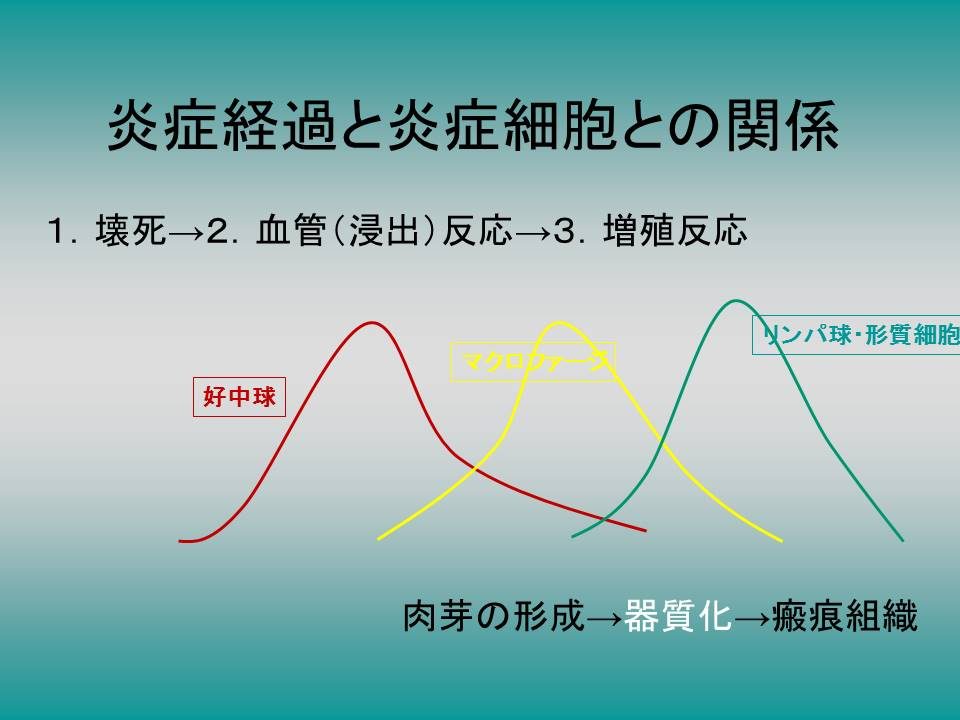 炎症経過と炎症細胞との関係
１．壊死→２．血管（浸出）反応→３．増殖反応
リンパ球・形質細胞
マクロファージ
好中球
肉芽の形成→器質化→瘢痕組織